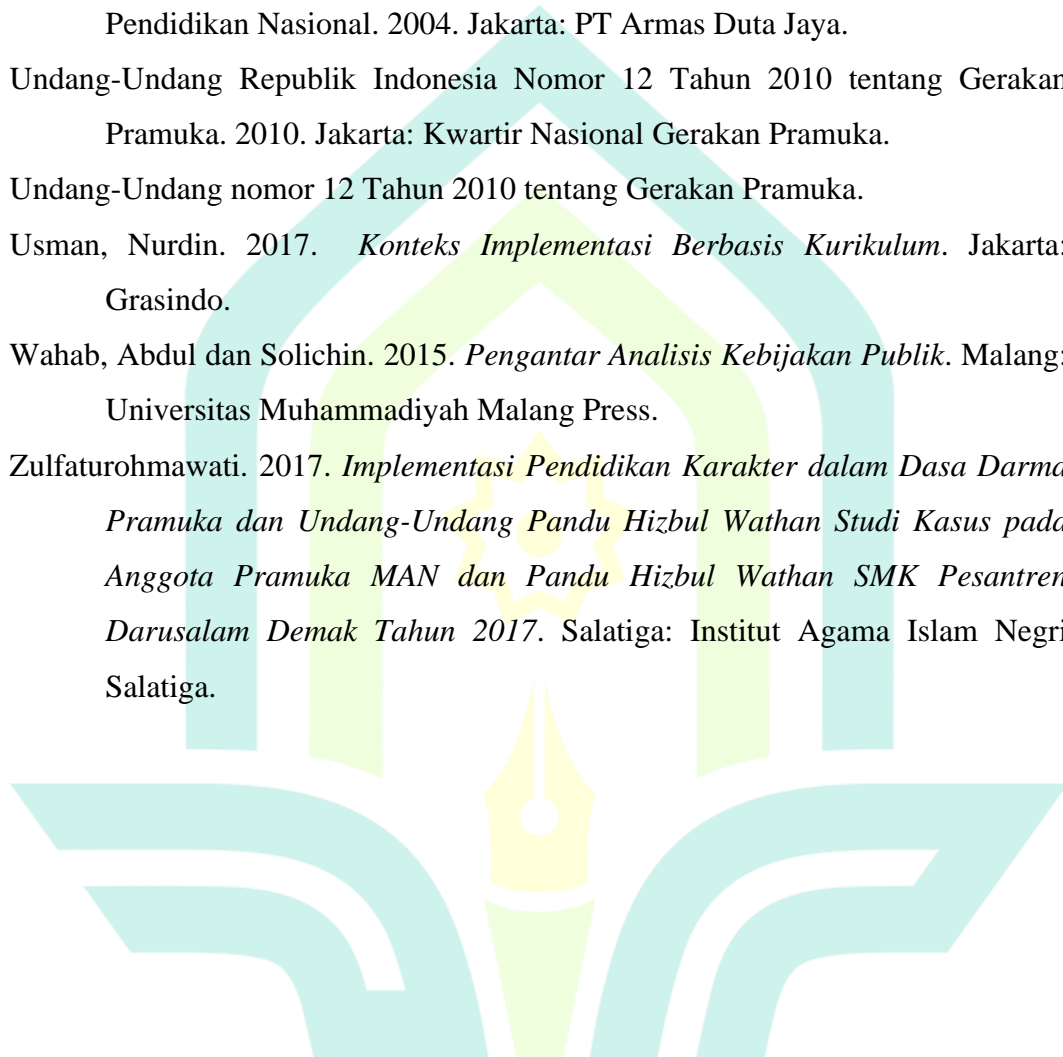 Pendidikan Nasional. 2004. Jakarta: PT Armas Duta Jaya.
Undang-Undang Republik Indonesia Nomor 12 Tahun 2010 tentang Gerakan
Pramuka. 2010. Jakarta: Kwartir Nasional Gerakan Pramuka.
Undang-Undang nomor 12 Tahun 2010 tentang Gerakan Pramuka.
Usman, Nurdin. 2017. Konteks Implementasi Berbasis Kurikulum. Jakarta:
Grasindo.
Wahab, Abdul dan Solichin. 2015. Pengantar Analisis Kebijakan Publik. Malang:
Universitas Muhammadiyah Malang Press.
Zulfaturohmawati. 2017. Implementasi Pendidikan Karakter dalam Dasa Darma
Pramuka dan Undang-Undang Pandu Hizbul Wathan Studi Kasus pada
Anggota Pramuka MAN dan Pandu Hizbul Wathan SMK Pesantren
Darusalam Demak Tahun 2017. Salatiga: Institut Agama Islam Negri
Salatiga.